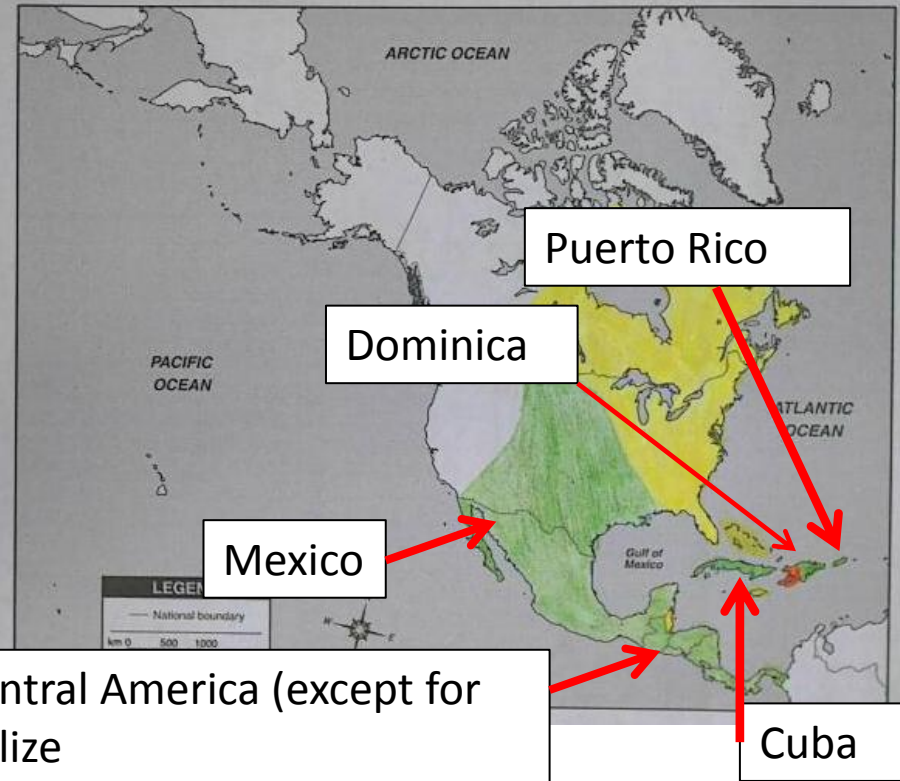 ARCTIC OCEAN
Puerto Rico
Dominica
PACIFIC
OCEAN
ATLANTIC
OCEAN
Mexico
Gulf of
Mexico
LEGEN
National boundary
km 0 500 1000
W
E
ntral America (except for
lize
Cuba